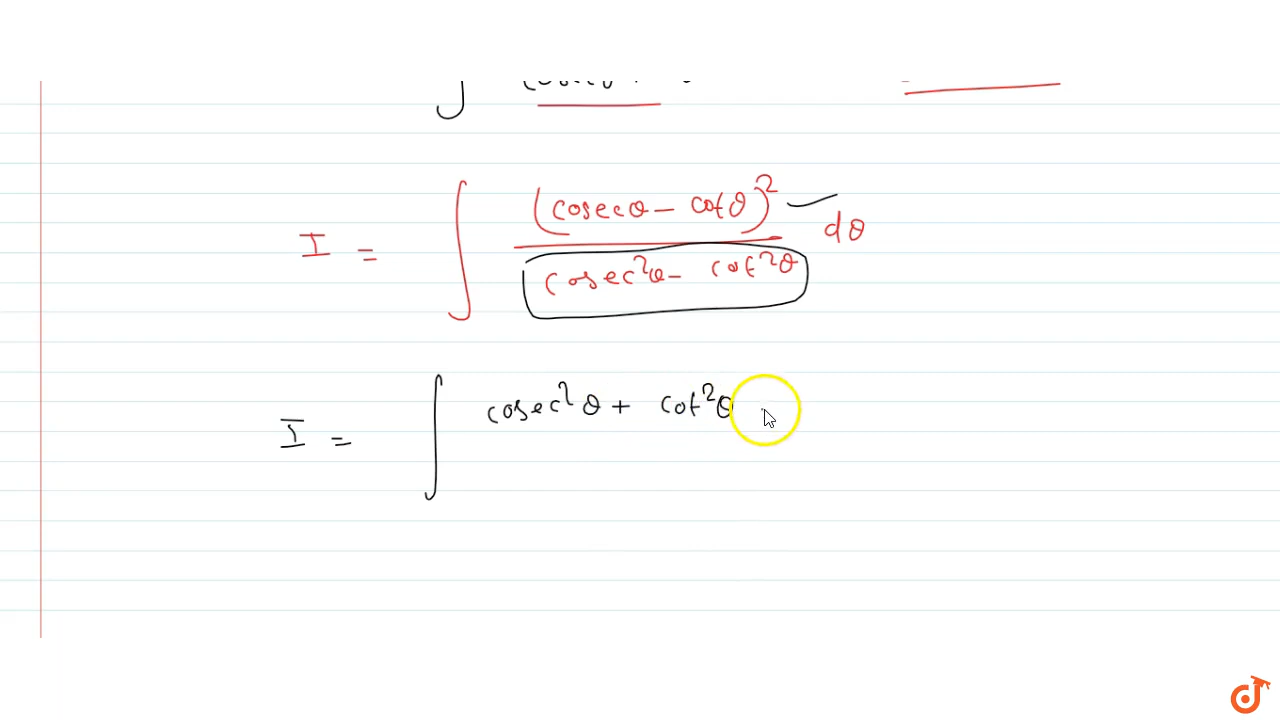 I = ∫ (cosecθ − cotθ)² / (cosec²θ − cot²θ) dθ
I = ∫ cosec²θ + cot²θ